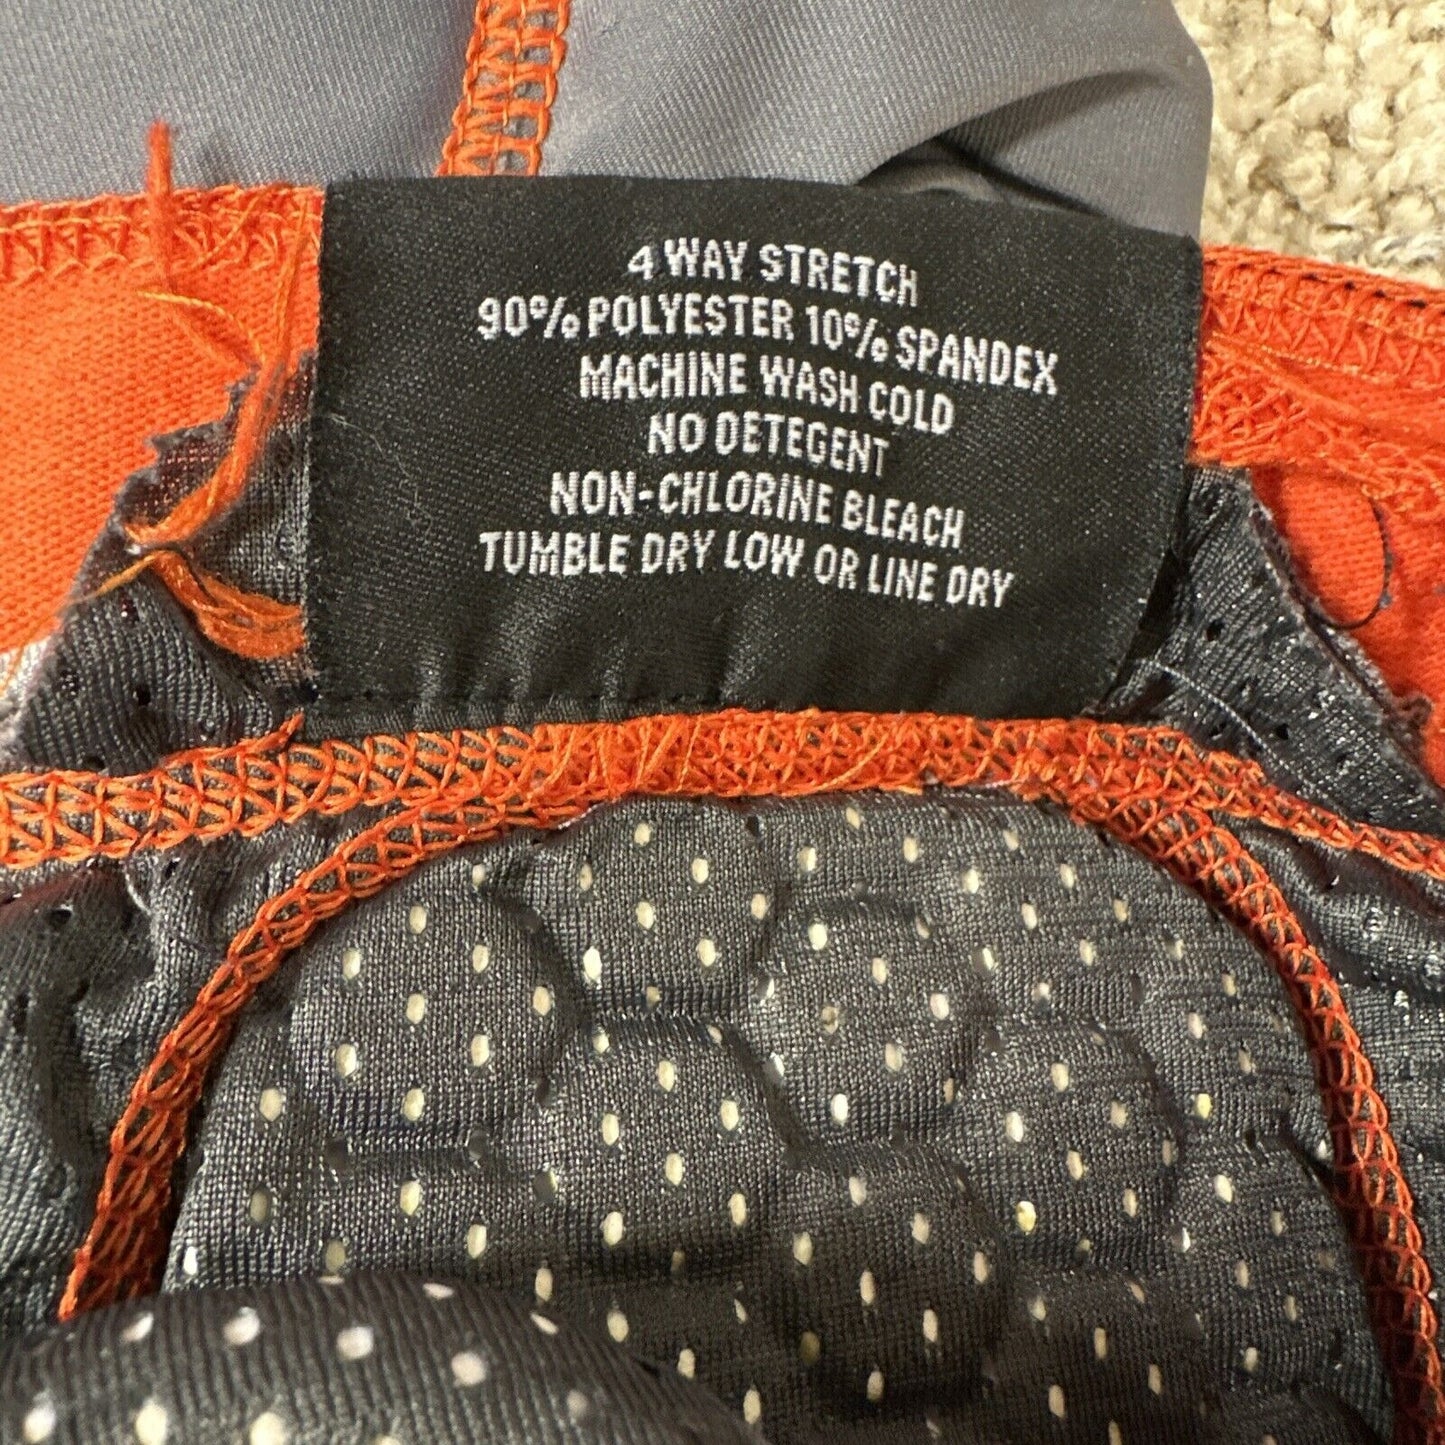 4 WAY STRETCH
90% POLYESTER 10% SPANDEX
MACHINE WASH COLD
NO DETEGENT
NON-CHLORINE BLEACH
TUMBLE DRY LOW OR LINE DRY